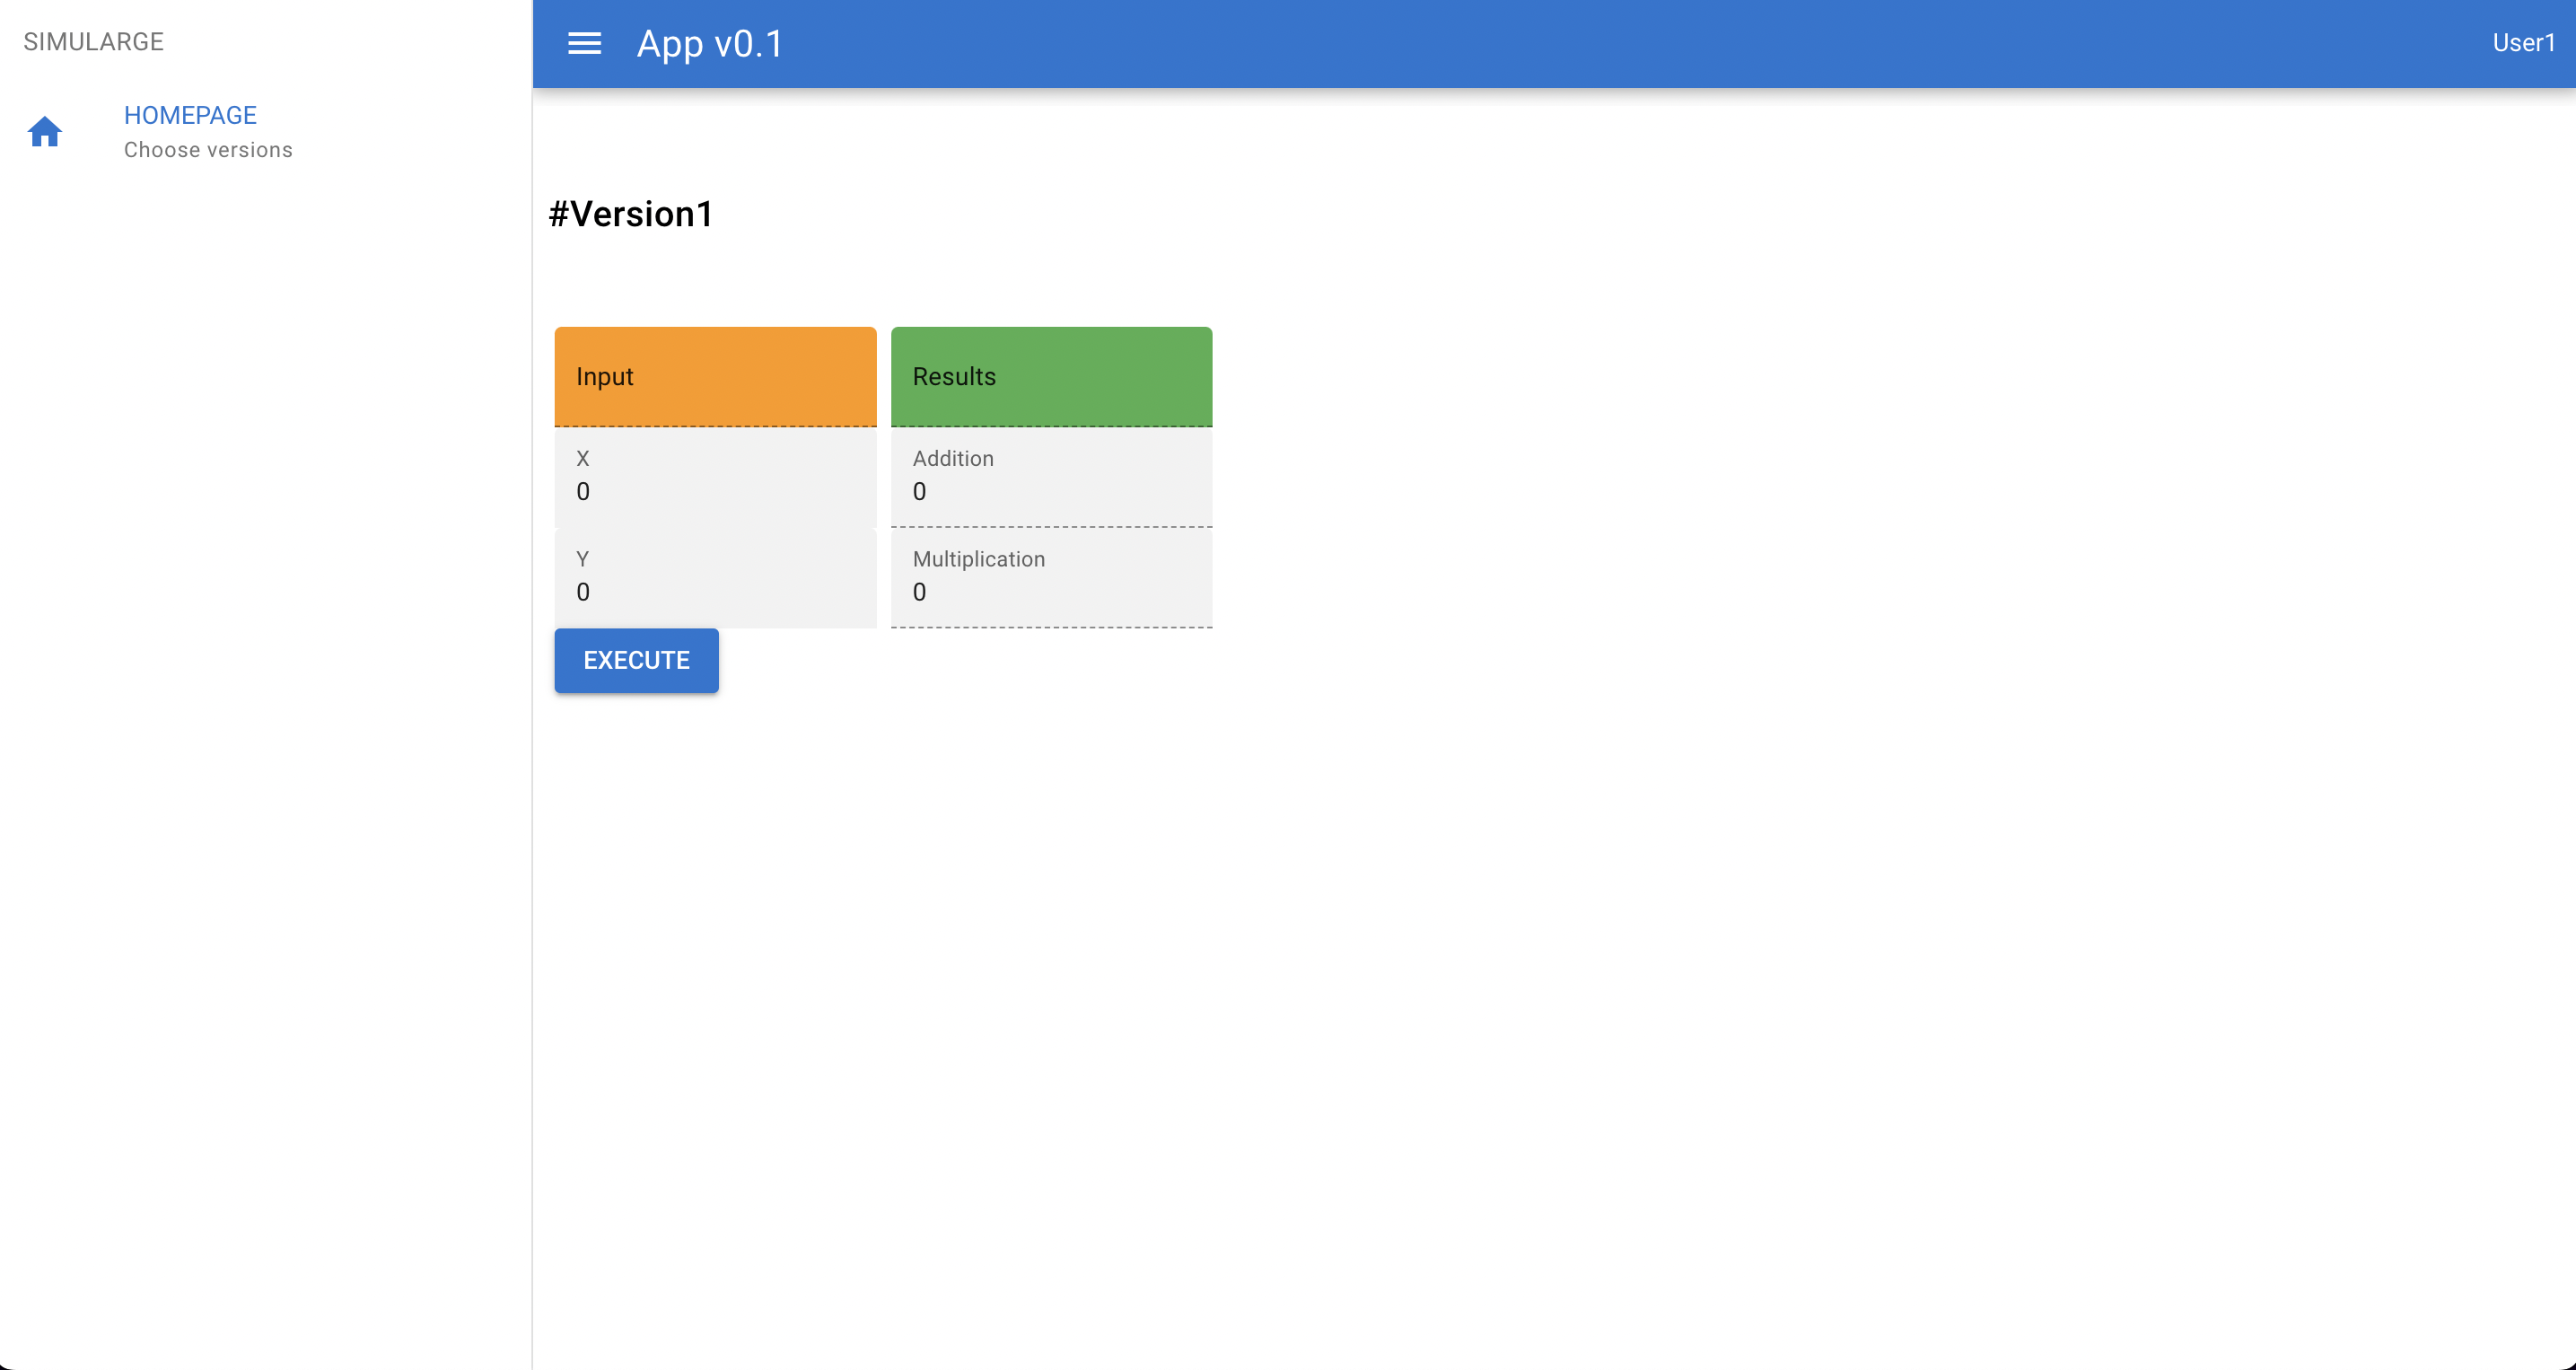 SIMULARGE
HOMEPAGE
Choose versions
App v0.1
User1
#Version1
Input
X
0
Y
0
EXECUTE
Results
Addition
0
Multiplication
0